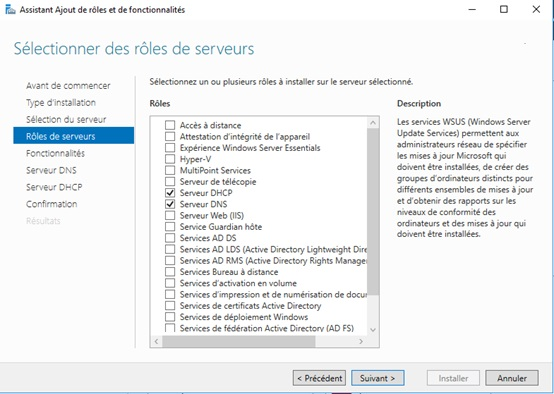 Assistant Ajout de rôles et de fonctionnalités
Sélectionner des rôles de serveurs
Avant de commencer
Type d'installation
Sélection du serveur
Rôles de serveurs
Fonctionnalités
Serveur DNS
Serveur DHCP
Confirmation
Résultats
Sélectionnez un ou plusieurs rôles à installer sur le serveur sélectionné.
Rôles
Accès à distance
Attestation d'intégrité de l'appareil
Expérience Windows Server Essentials
Hyper-V
MultiPoint Services
Serveur de télécopie
Serveur DHCP
Serveur DNS
Serveur Web (IIS)
Service Guardian hôte
Services AD DS
Services AD LDS (Active Directory Lightweight Dire
Services AD RMS (Active Directory Rights Manager
Services Bureau à distance
Services d'activation en volume
Services d'impression et de numérisation de docur
Services de certificats Active Directory
Services de déploiement Windows
Services de fédération Active Directory (AD FS)
Description
Les services WSUS (Windows Server
Update Services) permettent aux
administrateurs réseau de spécifier
les mises à jour Microsoft qui
doivent être installées, de créer des
groupes d'ordinateurs distincts pour
différents ensembles de mises à jour
et d'obtenir des rapports sur les
niveaux de conformité des
ordinateurs et des mises à jour qui
doivent être installées.
< Précédent
Suivant >
Installer
Annuler